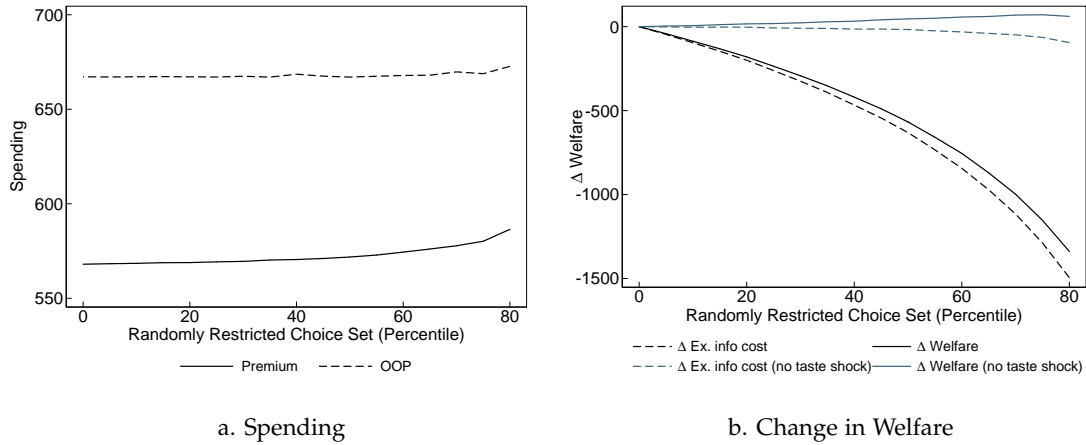 700
650
600
550
Spending
0 20 40 60 80
Randomly Restricted Choice Set (Percentile)
Premium OOP
a. Spending
0
-500
-1000
-1500
Δ Welfare
0 20 40 60 80
Randomly Restricted Choice Set (Percentile)
Δ Ex. info cost Δ Welfare
Δ Ex. info cost (no taste shock) Δ Welfare (no taste shock)
b. Change in Welfare